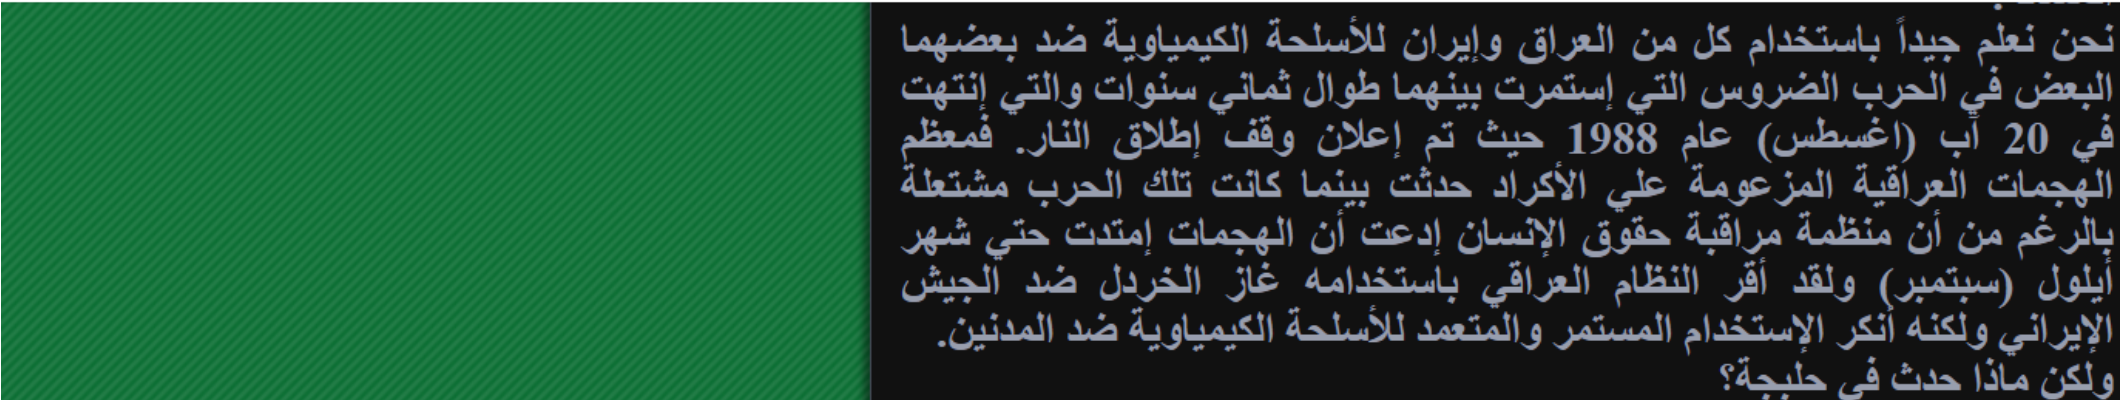 نحن نعلم جيداً باستخدام كل من العراق وإيران للأسلحة الكيمياوية ضد بعضهما
البعض في الحرب الضروس التي إستمرت بينهما طوال ثماني سنوات والتي إنتهت
في 20 آب (اغسطس) عام 1988 حيث تم إعلان وقف إطلاق النار. فمعظم
الهجمات العراقية المزعومة علي الأكراد حدثت بينما كانت تلك الحرب مشتعلة
بالرغم من أن منظمة مراقبة حقوق الإنسان إدعت أن الهجمات إمتدت حتي شهر
أيلول (سبتمبر) ولقد أقر النظام العراقي باستخدامه غاز الخردل ضد الجيش
الإيراني ولكنه أنكر الإستخدام المستمر والمتعمد للأسلحة الكيمياوية ضد المدنين.
ولكن ماذا حدث في حلبجة؟